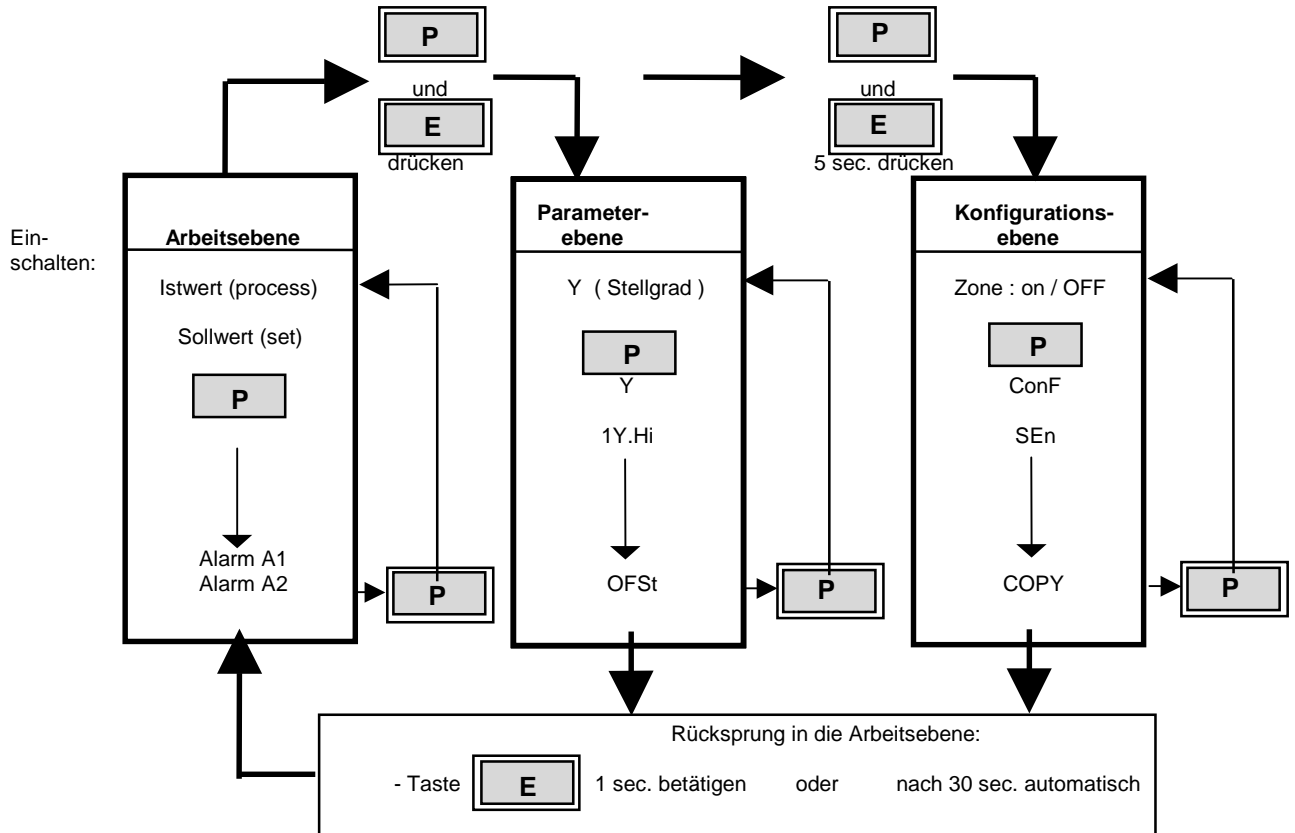 P
und
E
drücken
P
und
E
5 sec. drücken
Ein-
schalten:
Arbeitsebene
Istwert (process)
Sollwert (set)
P
Alarm A1
Alarm A2
P
Parameter-
ebene
Y ( Stellgrad )
P
Y
1Y.Hi
OFSt
P
Konfigurations-
ebene
Zone : on / OFF
P
ConF
SEn
COPY
P
Rücksprung in die Arbeitsebene:
- Taste E 1 sec. betätigen oder nach 30 sec. automatisch